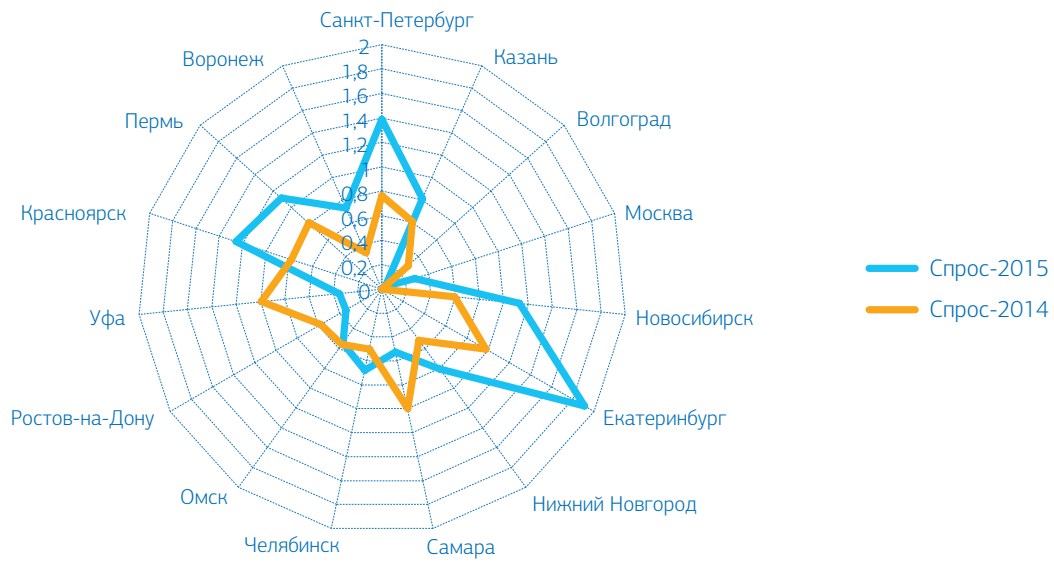 Санкт-Петербург
Казань
Волгоград
Москва
Новосибирск
Екатеринбург
Нижний Новгород
Самара
Челябинск
Омск
Ростов-на-Дону
Уфа
Красноярск
Пермь
Воронеж
2
1,8
1,6
1,4
1,2
1
0,8
0,6
0,4
0,2
0
Спрос-2015
Спрос-2014